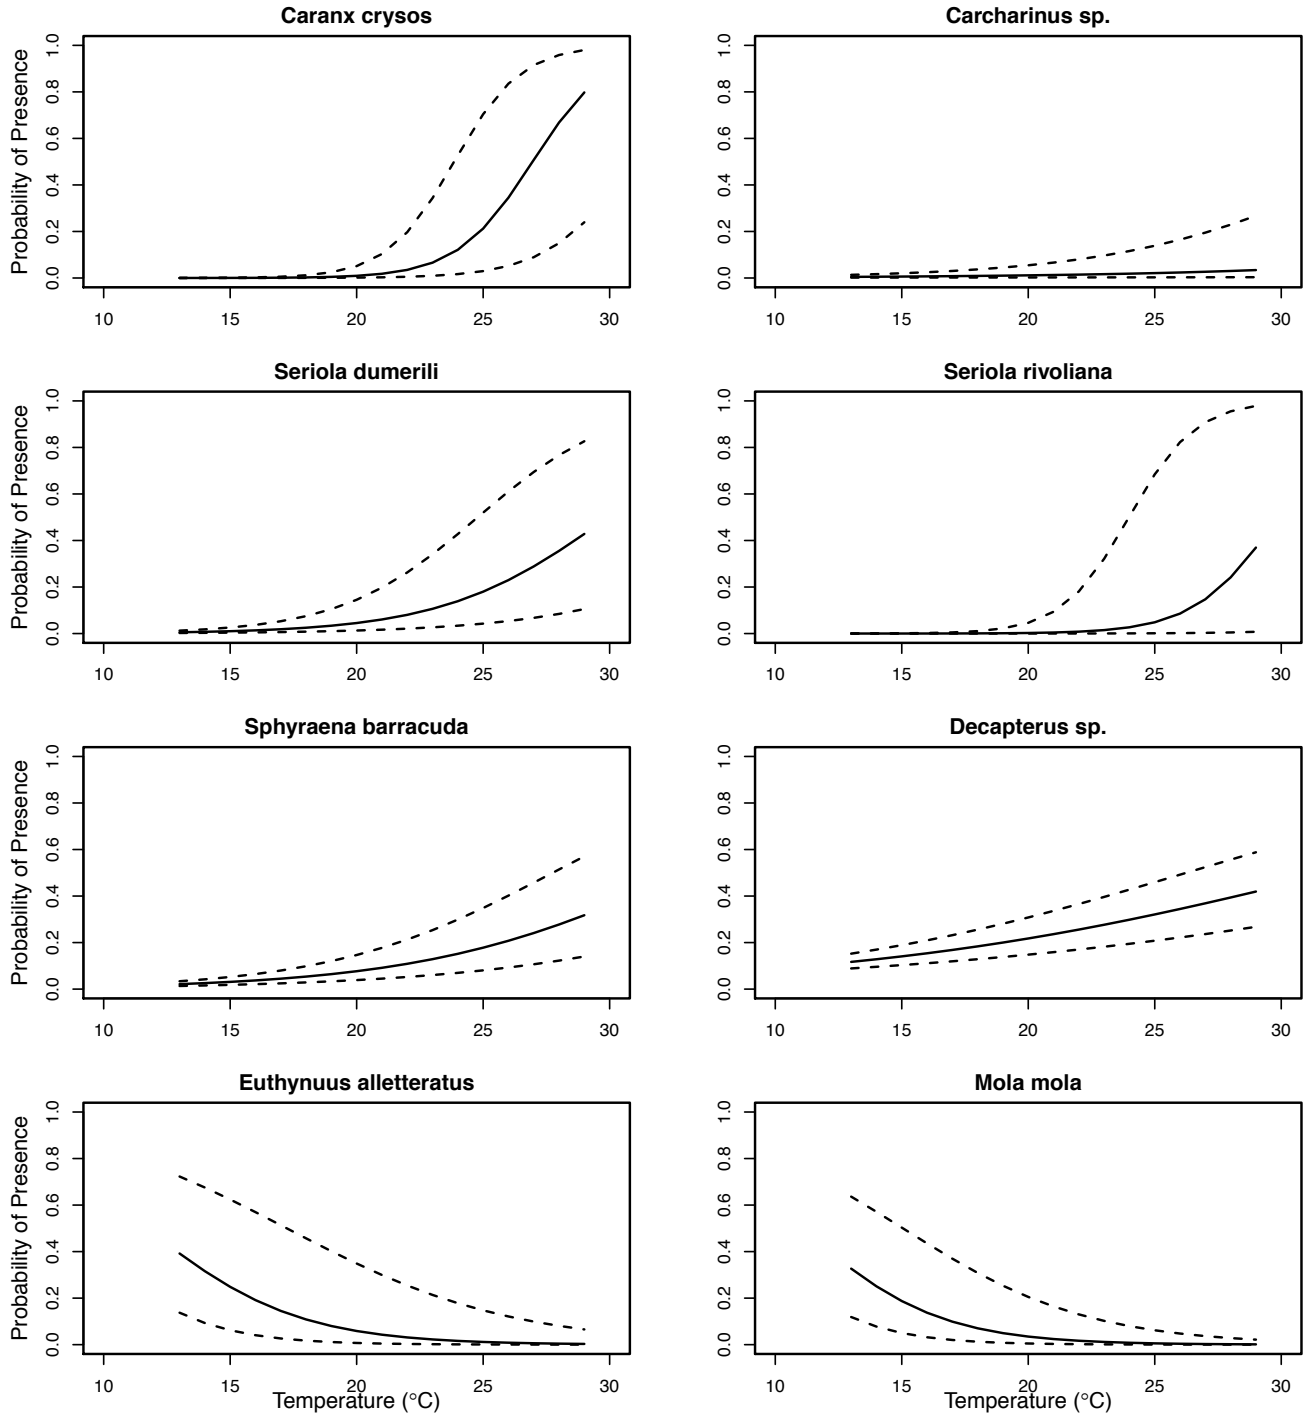 Caranx crysos
Carcharinus sp.
Probability of Presence
0.0 0.2 0.4 0.6 0.8 1.0
0.0 0.2 0.4 0.6 0.8 1.0
10 15 20 25 30
10 15 20 25 30
Seriola dumerili
Seriola rivoliana
Probability of Presence
0.0 0.2 0.4 0.6 0.8 1.0
0.0 0.2 0.4 0.6 0.8 1.0
10 15 20 25 30
10 15 20 25 30
Sphyraena barracuda
Decapterus sp.
Probability of Presence
0.0 0.2 0.4 0.6 0.8 1.0
0.0 0.2 0.4 0.6 0.8 1.0
10 15 20 25 30
10 15 20 25 30
Euthynuus alletteratus
Mola mola
Probability of Presence
0.0 0.2 0.4 0.6 0.8 1.0
0.0 0.2 0.4 0.6 0.8 1.0
10 15 20 25 30
10 15 20 25 30
Temperature (°C)
Temperature (°C)